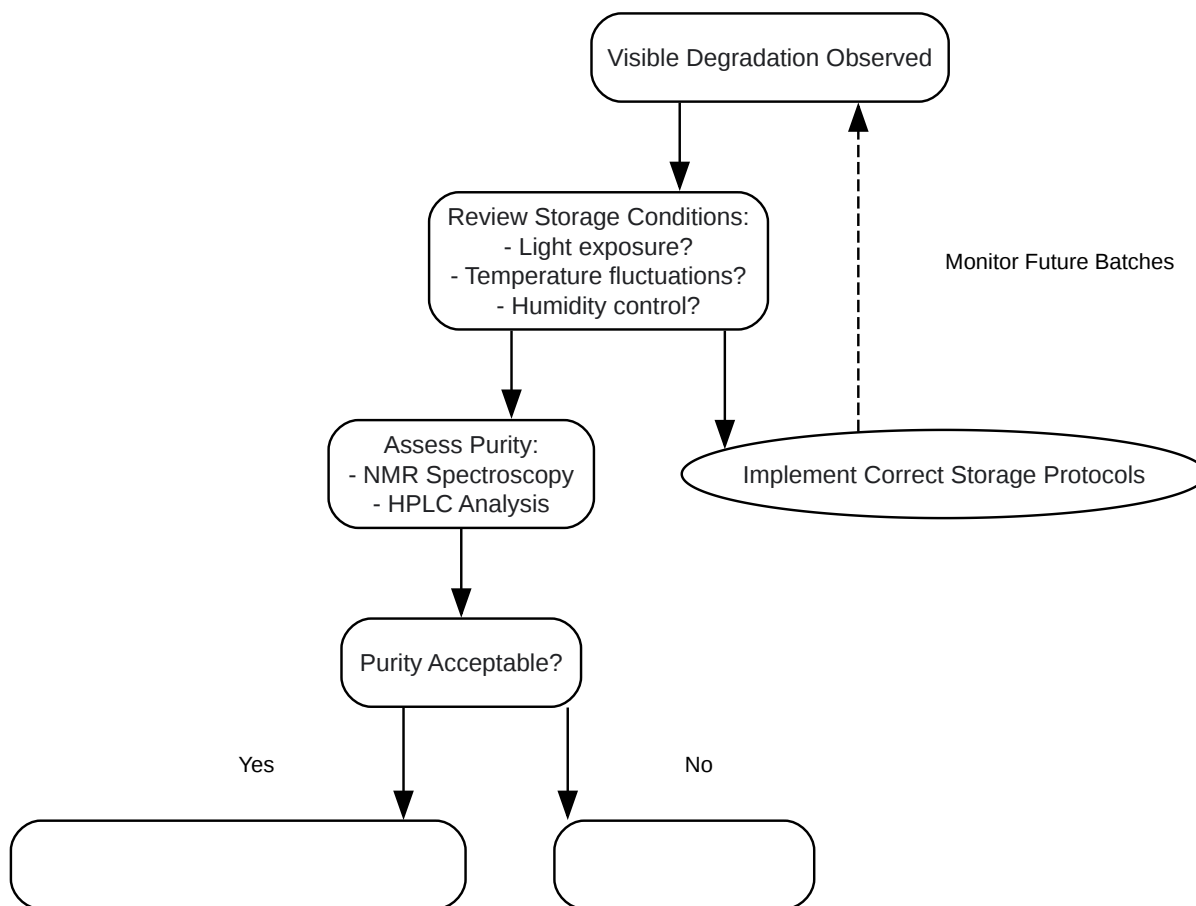 Visible Degradation Observed
Review Storage Conditions:
- Light exposure?
- Temperature fluctuations?
- Humidity control?
Monitor Future Batches
Assess Purity:
- NMR Spectroscopy
- HPLC Analysis
Implement Correct Storage Protocols
Purity Acceptable?
Yes
No